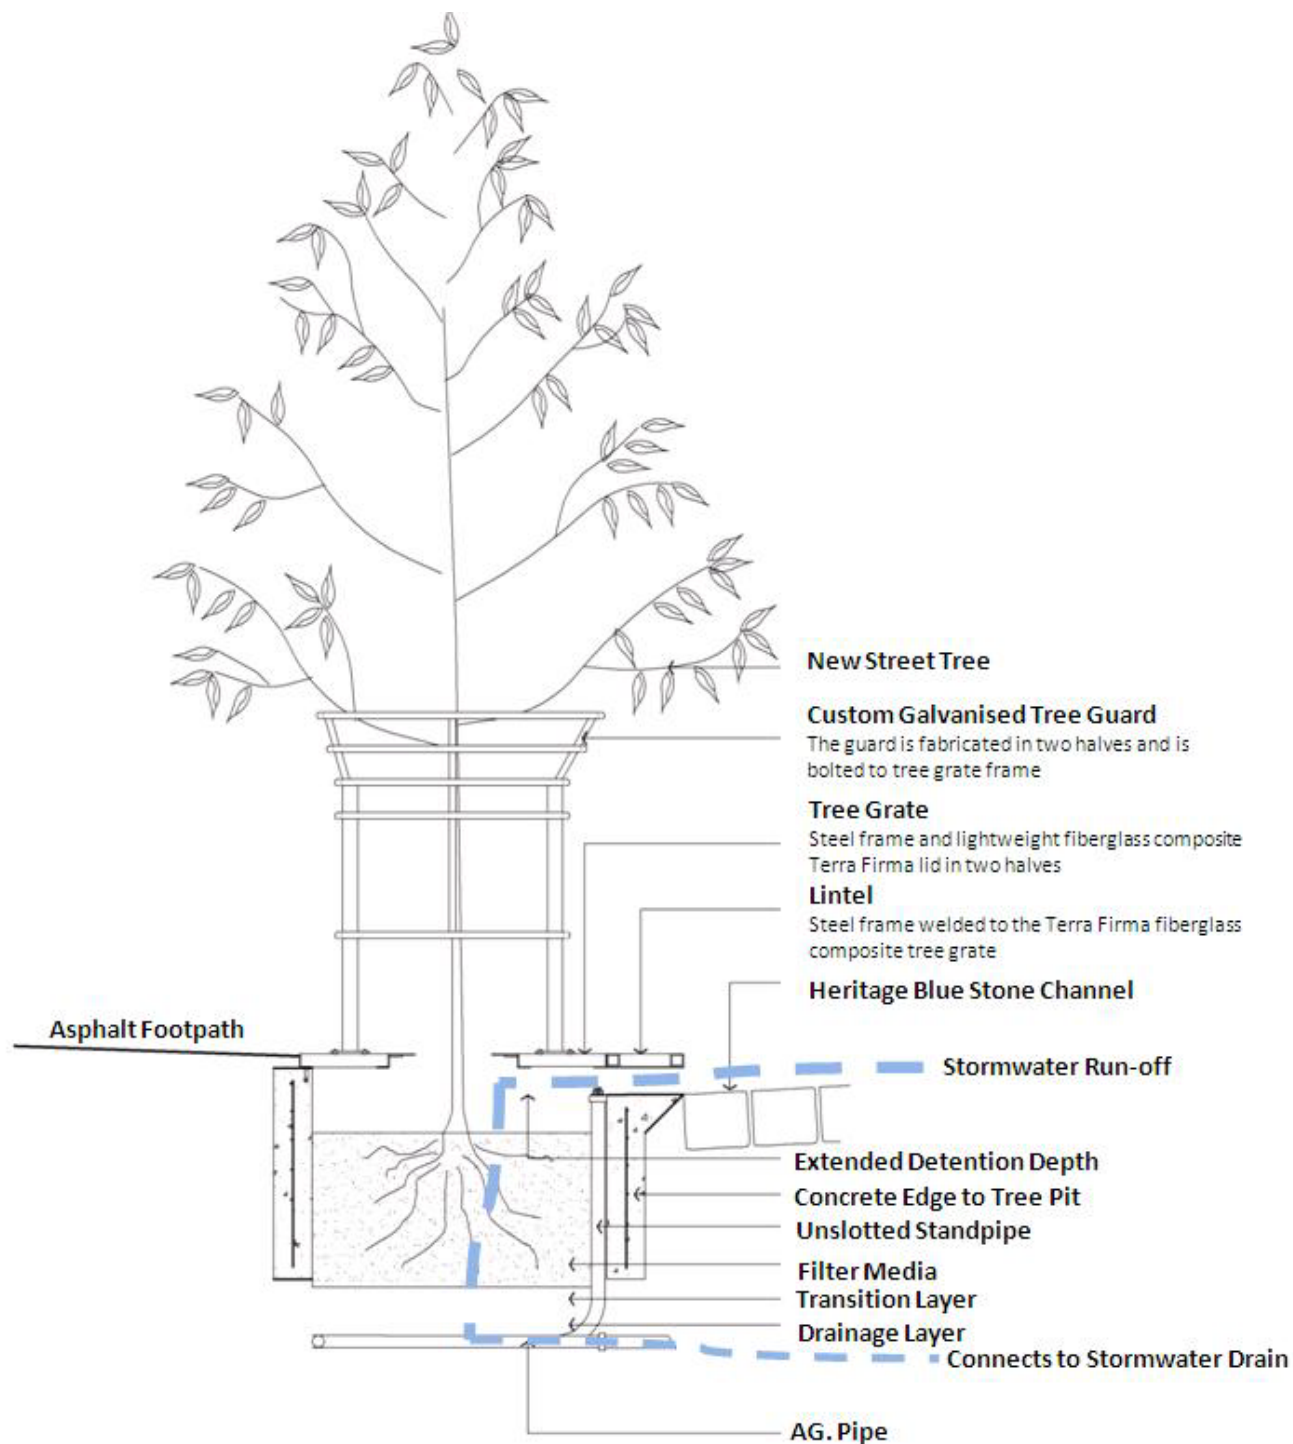 New Street Tree
Custom Galvanised Tree Guard
The guard is fabricated in two halves and is
bolted to tree grate frame
Tree Grate
Steel frame and lightweight fiberglass composite
Terra Firma lid in two halves
Lintel
Steel frame welded to the Terra Firma fiberglass
composite tree grate
Heritage Blue Stone Channel
Asphalt Footpath
Stormwater Run-off
Extended Detention Depth
Concrete Edge to Tree Pit
Unslotted Standpipe
Filter Media
Transition Layer
Drainage Layer
Connects to Stormwater Drain
AG. Pipe